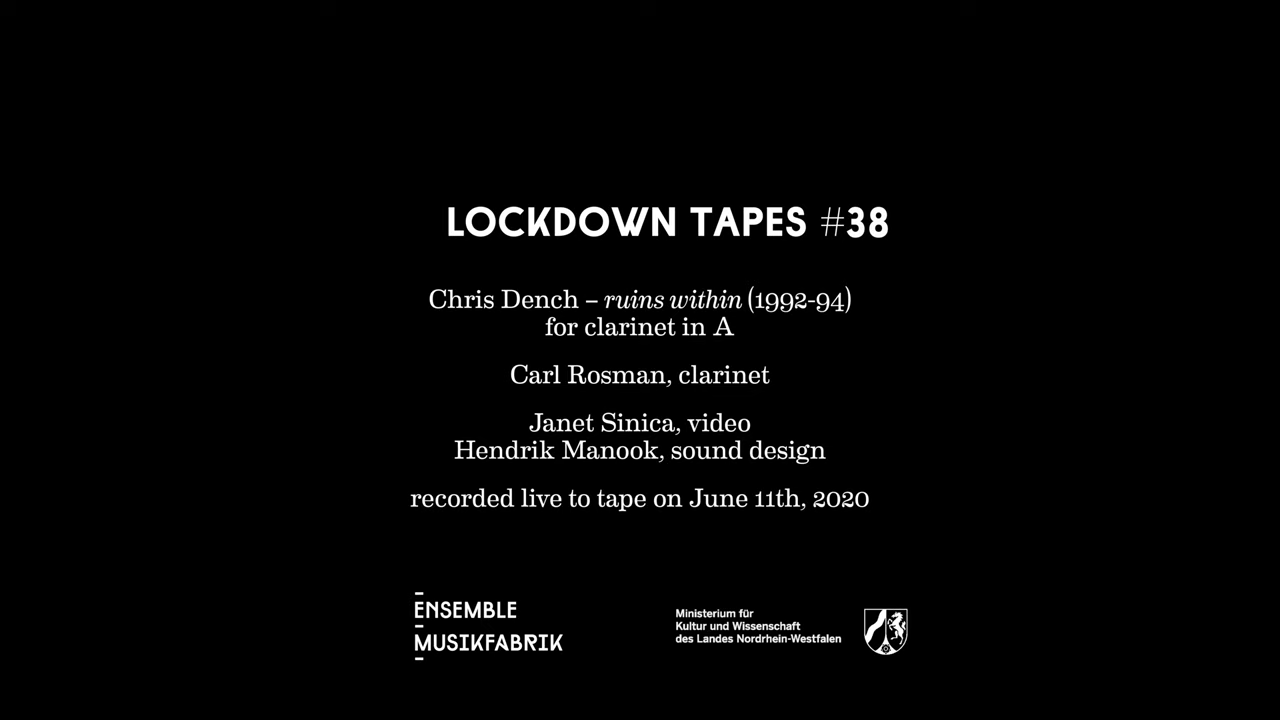 LOCKDOWN TAPES #38
Chris Dench – ruins within (1992-94)
for clarinet in A
Carl Rosman, clarinet
Janet Sinica, video
Hendrik Manook, sound design
recorded live to tape on June 11th, 2020
ENSEMBLE
MUSIKFABRIK
Ministerium für
Kultur und Wissenschaft
des Landes Nordrhein-Westfalen